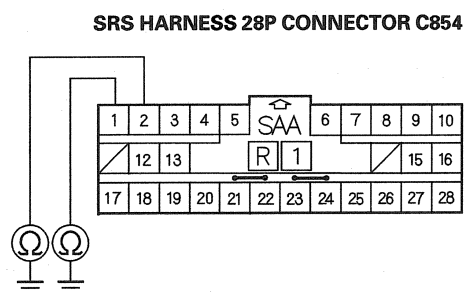 SRS HARNESS 28P CONNECTOR C854
1 2 3 4 5 6 7 8 9 10
SAA
12 13 R 1 15 16
17 18 19 20 21 22 23 24 25 26 27 28
Ω Ω